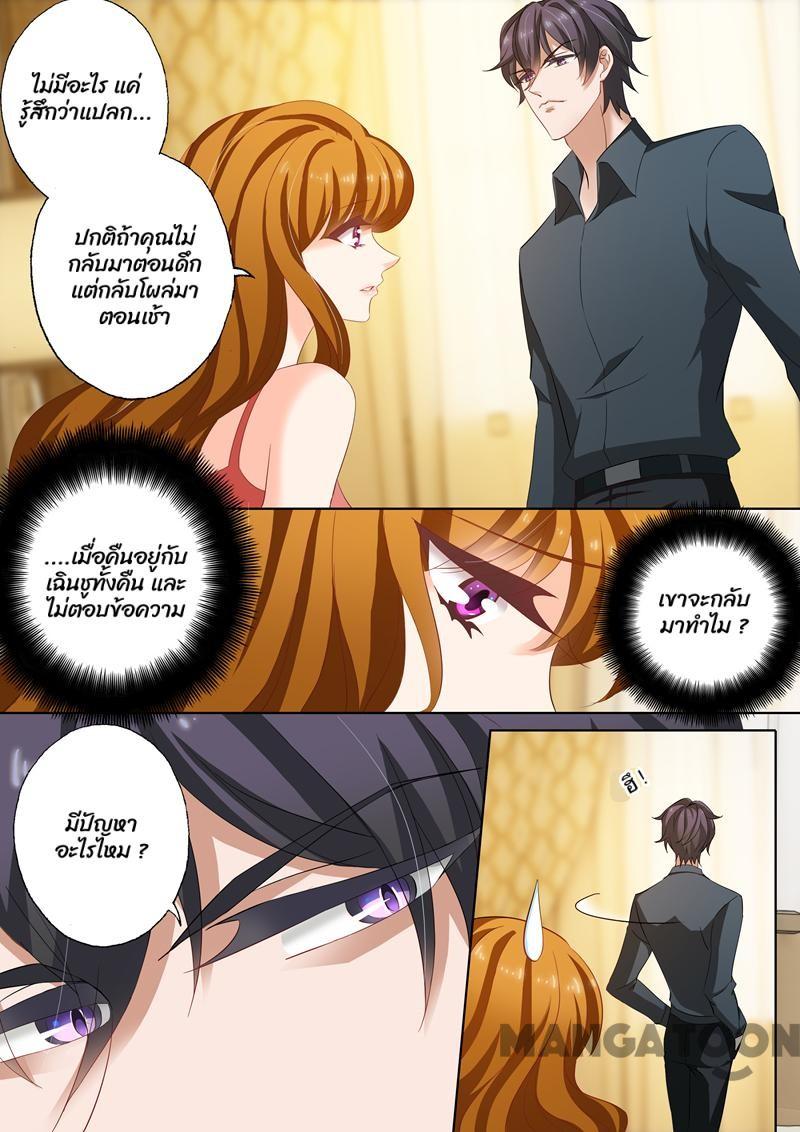 ไม่มีอะไร แค่
รู้สึกว่าแปลก...
ปกติถ้าคุณไม่
กลับมาตอนดึก
แต่กลับโผล่มา
ตอนเช้า
....เมื่อคืนอยู่กับ
เฉินชูทั้งคืน และ
ไม่ตอบข้อความ
เขาจะกลับ
มาทำไม ?
มีปัญหา
อะไรไหม ?
ฮึ !
MANGATOON